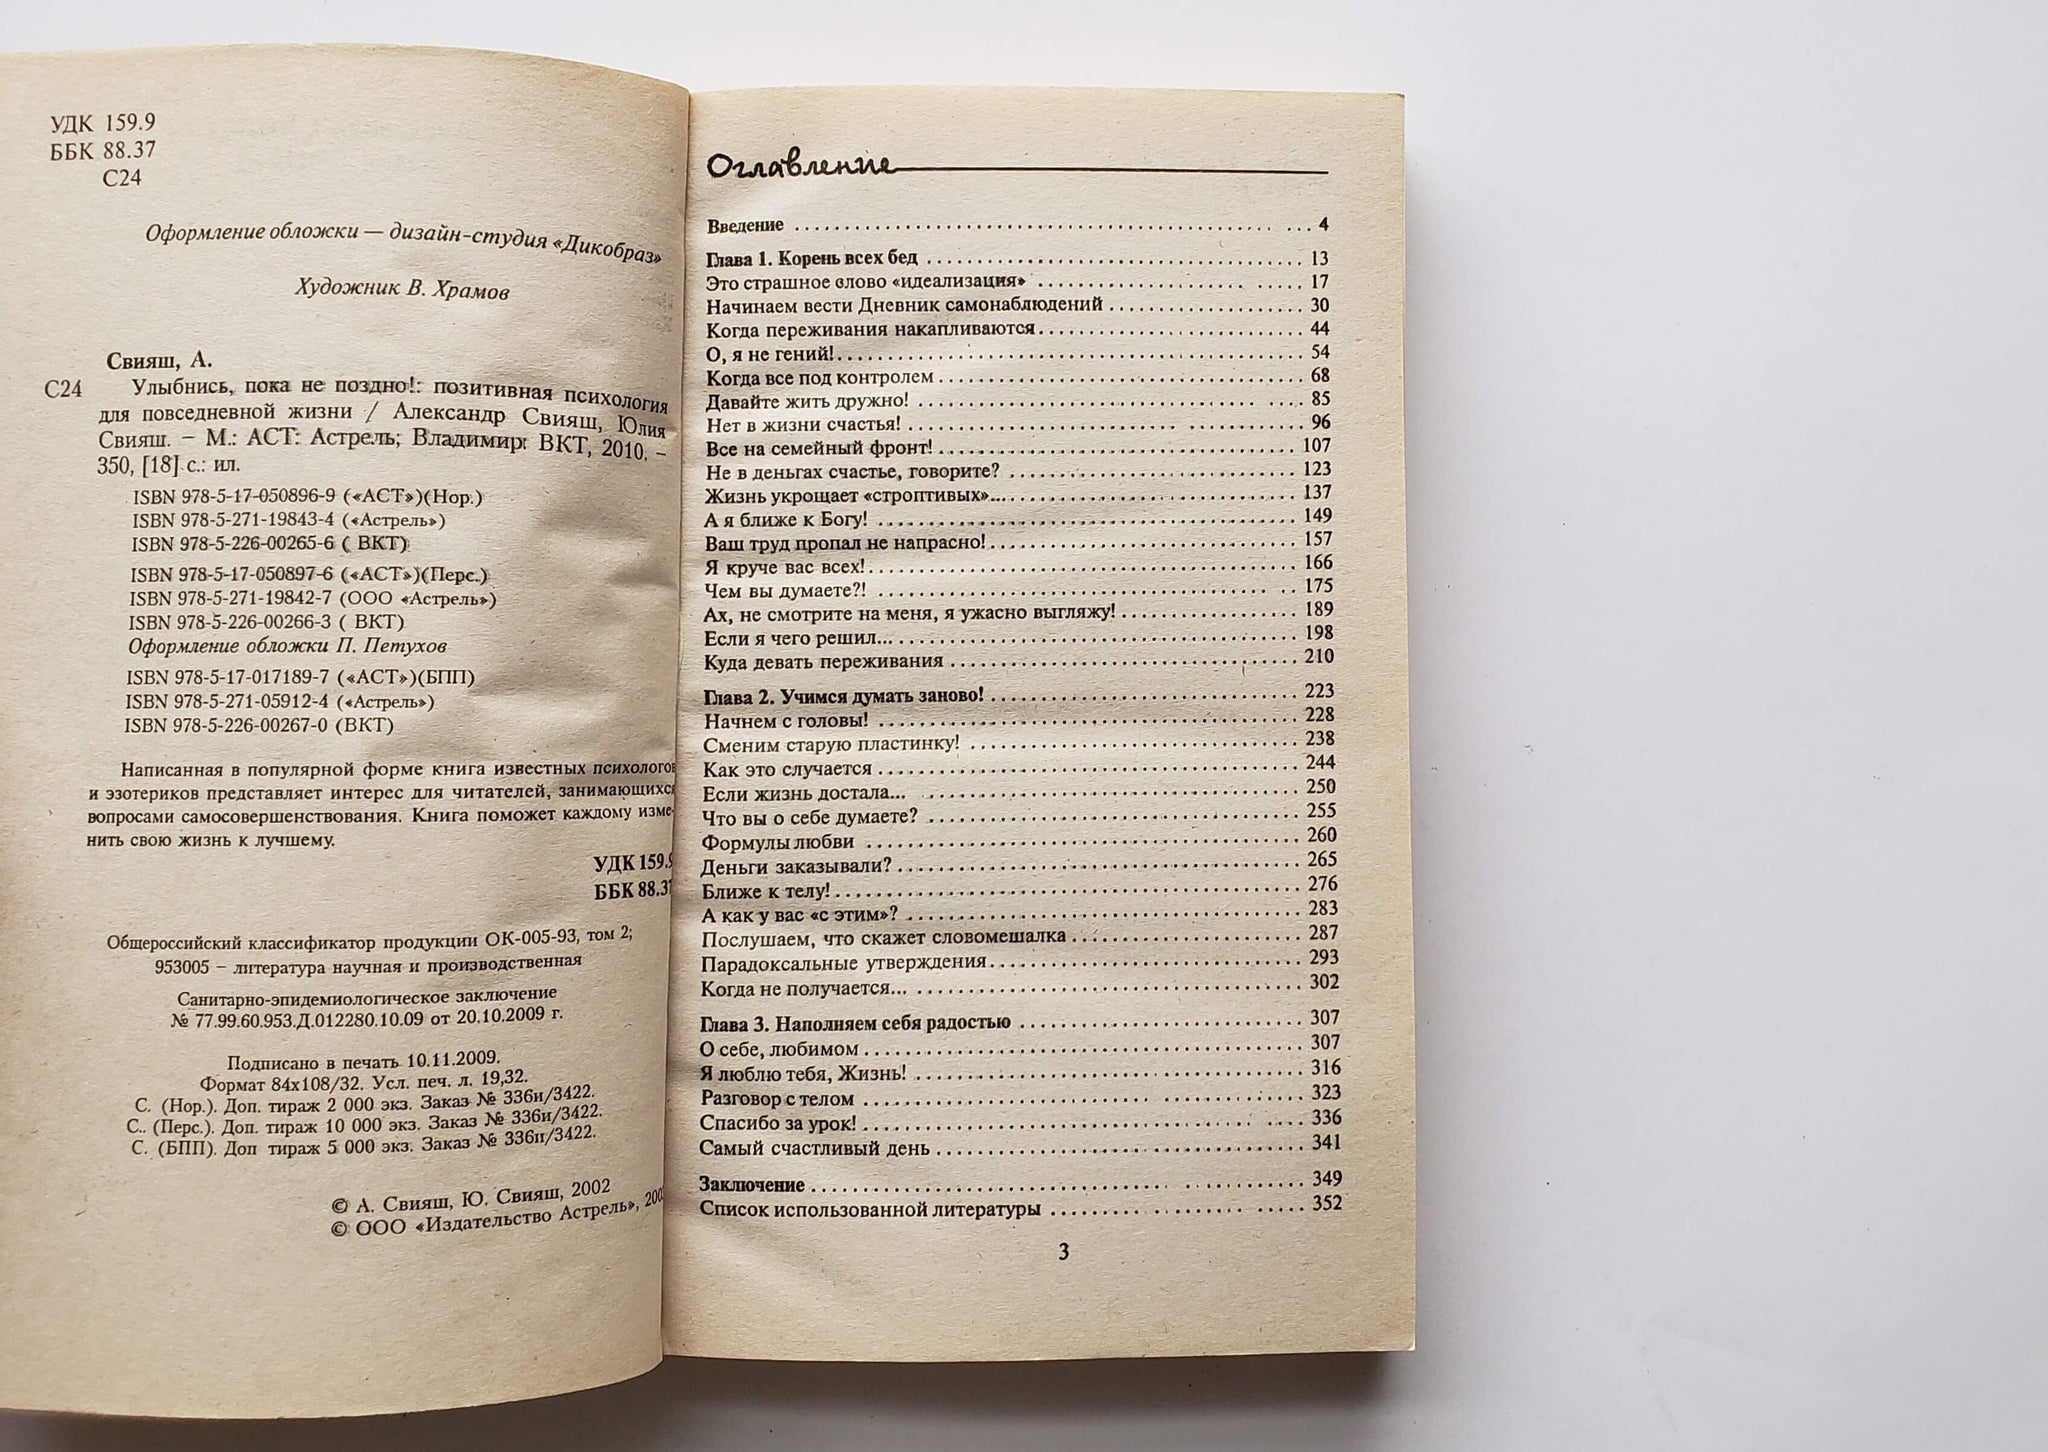 УДК 159.9
ББК 88.37
С24
Оформление обложки — дизайн-студия «Дикобраз»
Художник В. Храмов
Свияш, А.
С24 Улыбнись, пока не поздно!: позитивная психология
для повседневной жизни / Александр Свияш, Юлия
Свияш. – М.: АСТ: Астрель; Владимир: ВКТ, 2010. –
350, [18] с.: ил.
ISBN 978-5-17-050896-9 («АСТ»)(Нор.)
ISBN 978-5-271-19843-4 («Астрель»)
ISBN 978-5-226-00265-6 ( ВКТ)
ISBN 978-5-17-050897-6 («АСТ»)(Перс.)
ISBN 978-5-271-19842-7 (ООО «Астрель»)
ISBN 978-5-226-00266-3 ( ВКТ)
Оформление обложки П. Петухов
ISBN 978-5-17-017189-7 («АСТ»)(БПП)
ISBN 978-5-271-05912-4 («Астрель»)
ISBN 978-5-226-00267-0 (ВКТ)
Написанная в популярной форме книга известных психологов
и эзотериков представляет интерес для читателей, занимающихся
вопросами самосовершенствования. Книга поможет каждому изме-
нить свою жизнь к лучшему.
УДК 159.9
ББК 88.37
Общероссийский классификатор продукции ОК-005-93, том 2;
953005 – литература научная и производственная
Санитарно-эпидемиологическое заключение
№ 77.99.60.953.Д.012280.10.09 от 20.10.2009 г.
Подписано в печать 10.11.2009.
Формат 84х108/32. Усл. печ. л. 19,32.
С. (Нор.). Доп. тираж 2 000 экз. Заказ № 336и/3422.
С.. (Перс.). Доп. тираж 10 000 экз. Заказ № 336и/3422.
С. (БПП). Доп тираж 5 000 экз. Заказ № 336и/3422.
© А. Свияш, Ю. Свияш, 2002
© ООО «Издательство Астрель»,
Оглавление
Введение ........ 4
Глава 1. Корень всех бед ........ 13
Это страшное слово «идеализация» ........ 17
Начинаем вести Дневник самонаблюдений ........ 30
Когда переживания накапливаются ........ 44
О, я не гений! ........ 54
Когда все под контролем ........ 68
Давайте жить дружно! ........ 85
Нет в жизни счастья! ........ 96
Все на семейный фронт! ........ 107
Не в деньгах счастье, говорите? ........ 123
Жизнь укрощает «строптивых»... ........ 137
А я ближе к Богу! ........ 149
Ваш труд пропал не напрасно! ........ 157
Я круче вас всех! ........ 166
Чем вы думаете?! ........ 175
Ах, не смотрите на меня, я ужасно выгляжу! ........ 189
Если я чего решил... ........ 198
Куда девать переживания ........ 210
Глава 2. Учимся думать заново! ........ 223
Начнем с головы! ........ 228
Сменим старую пластинку! ........ 238
Как это случается ........ 244
Если жизнь достала... ........ 250
Что вы о себе думаете? ........ 255
Формулы любви ........ 260
Деньги заказывали? ........ 265
Ближе к телу! ........ 276
А как у вас «с этим»? ........ 283
Послушаем, что скажет словомешалка ........ 287
Парадоксальные утверждения ........ 293
Когда не получается... ........ 302
Глава 3. Наполняем себя радостью ........ 307
О себе, любимом ........ 307
Я люблю тебя, Жизнь! ........ 316
Разговор с телом ........ 323
Спасибо за урок! ........ 336
Самый счастливый день ........ 341
Заключение ........ 349
Список использованной литературы ........ 352
3